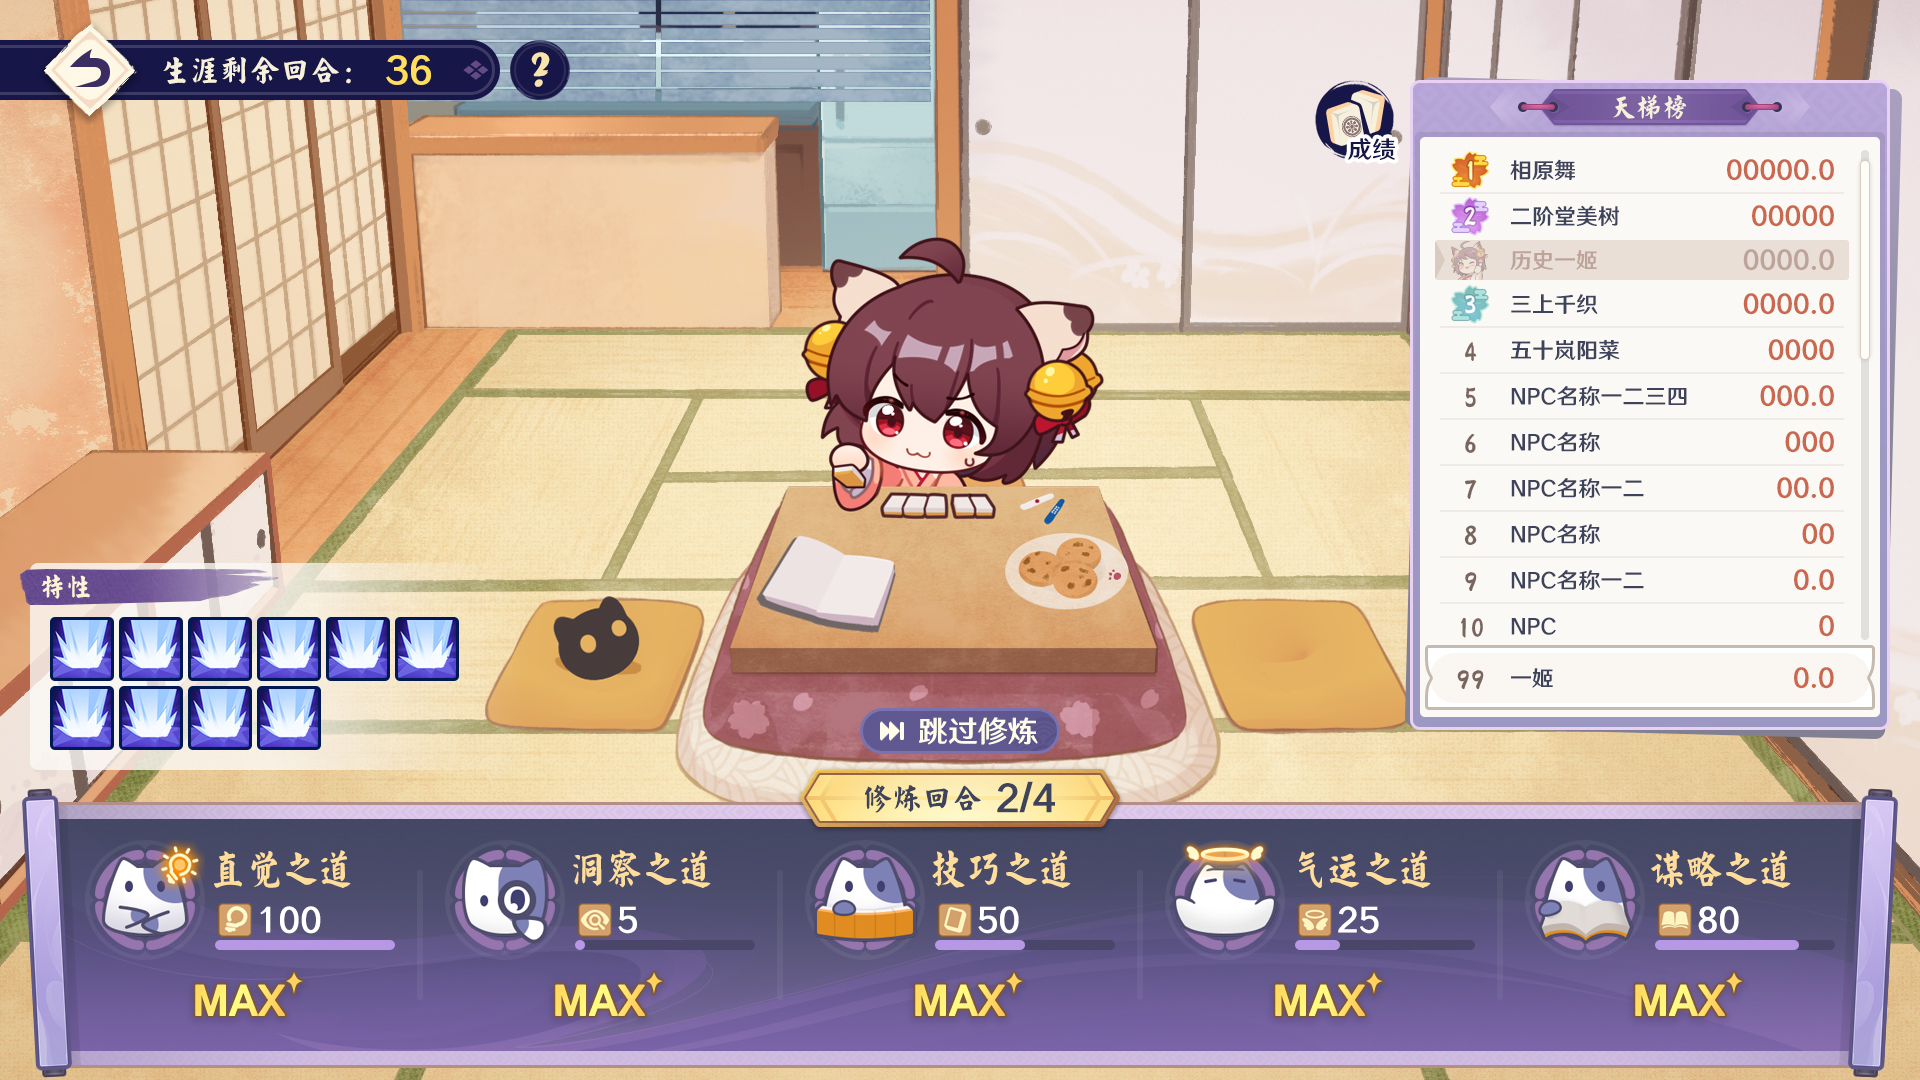 生涯剩余回合： 36
?
成绩
天梯榜
1 相原舞 00000.0
2 二阶堂美树 00000
历史一姬 0000.0
3 三上千织 0000.0
4 五十岚阳菜 0000
5 NPC名称一二三四 000.0
6 NPC名称 000
7 NPC名称一二 00.0
8 NPC名称 00
9 NPC名称一二 0.0
10 NPC 0
99 一姬 0.0
特性
跳过修炼
修炼回合 2/4
直觉之道
100
MAX
洞察之道
5
MAX
技巧之道
50
MAX
气运之道
25
MAX
谋略之道
80
MAX